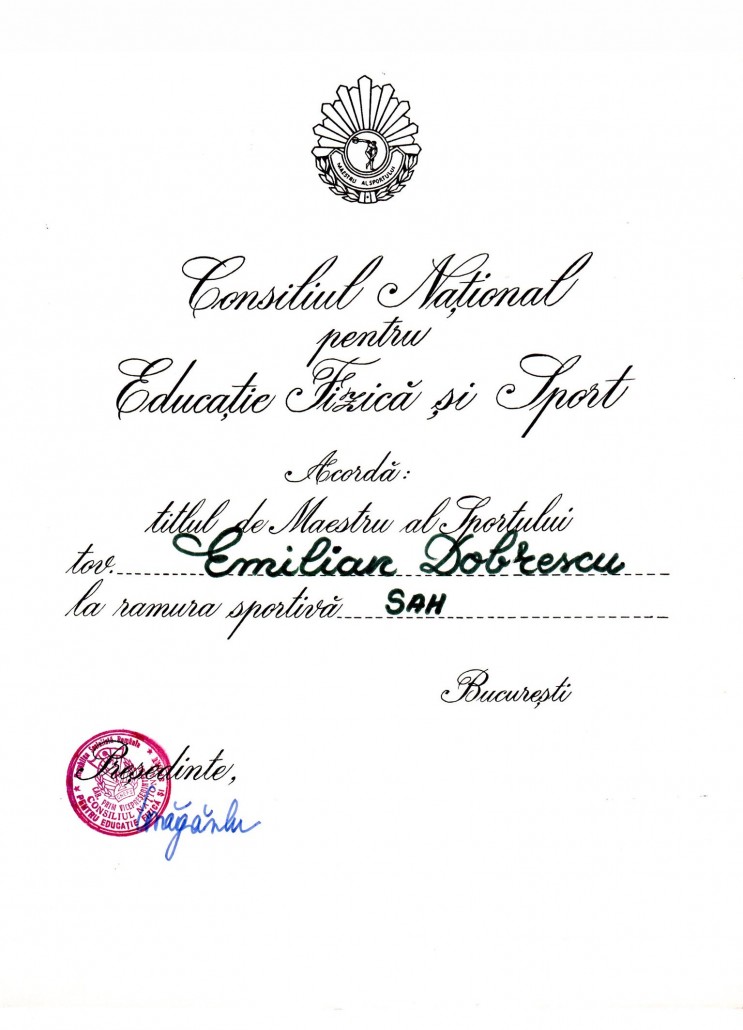 MAESTRU AL SPORTULUI
Consiliul Național
pentru
Educație Fizică și Sport
Acordă:
titlul de Maestru al Sportului
tov. Emilian Dobrescu
la ramura sportivă SAH
București
Președinte,
CONSILIUL NAȚIONAL
PENTRU EDUCAȚIE FIZICĂ ȘI